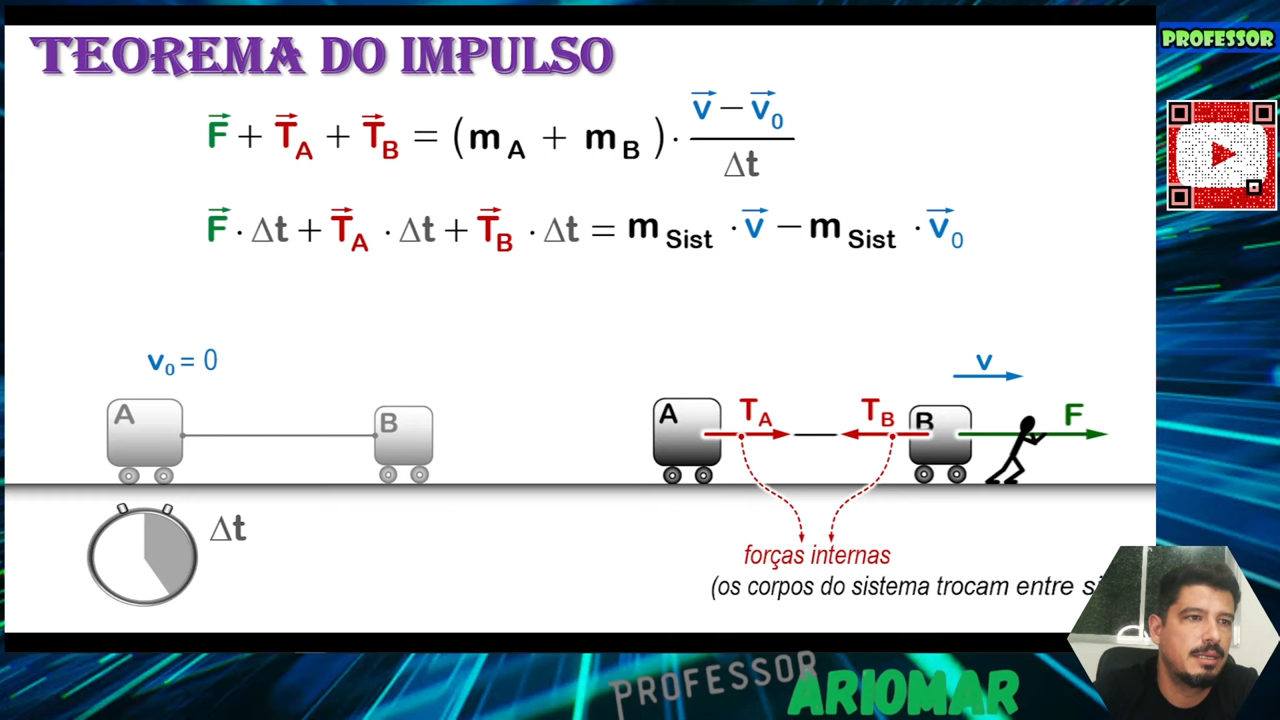 TEOREMA DO IMPULSO
PROFESSOR
F + T_A + T_B = (m_A + m_B) · (v − v_0) / Δt
F · Δt + T_A · Δt + T_B · Δt = m_Sist · v − m_Sist · v_0
v_0 = 0
v
A
B
A
T_A
T_B
B
F
Δt
forças internas
(os corpos do sistema trocam entre s
PROFESSOR
ARIOMAR